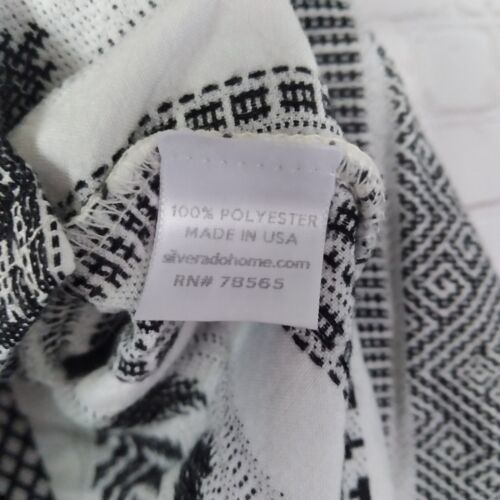 100% POLYESTER
MADE IN USA
silveradohome.com
RN# 78565